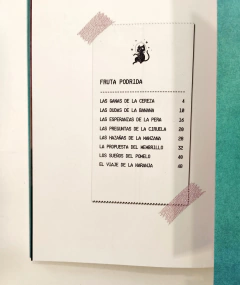 FRUTA PODRIDA
LAS GANAS DE LA CEREZA 4
LAS DUDAS DE LA BANANA 10
LAS ESPERANZAS DE LA PERA 16
LAS PREGUNTAS DE LA CIRUELA 20
LAS HAZAÑAS DE LA MANZANA 28
LA PROPUESTA DEL MEMBRILLO 32
LOS SUEÑOS DEL POMELO 40
EL VIAJE DE LA NARANJA